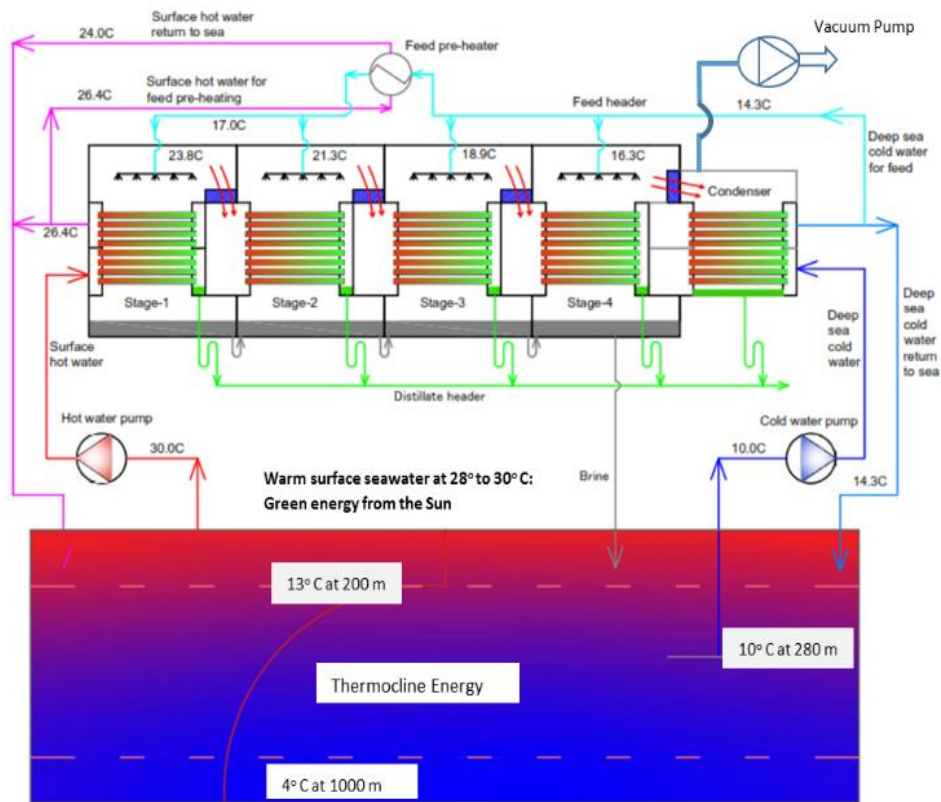 Surface hot water
return to sea
24.0C
Feed pre-heater
Vacuum Pump
Surface hot water for
feed pre-heating
26.4C
Feed header
14.3C
17.0C
Deep sea
cold water
for feed
23.8C
21.3C
18.9C
16.3C
Condenser
26.4C
Stage-1
Stage-2
Stage-3
Stage-4
Surface
hot water
Deep
sea
cold
water
Deep
sea
cold
water
return
to sea
Distillate header
Hot water pump
Cold water pump
30.0C
10.0C
Warm surface seawater at 28° to 30° C:
Green energy from the Sun
Brine
14.3C
13° C at 200 m
10° C at 280 m
Thermocline Energy
4° C at 1000 m